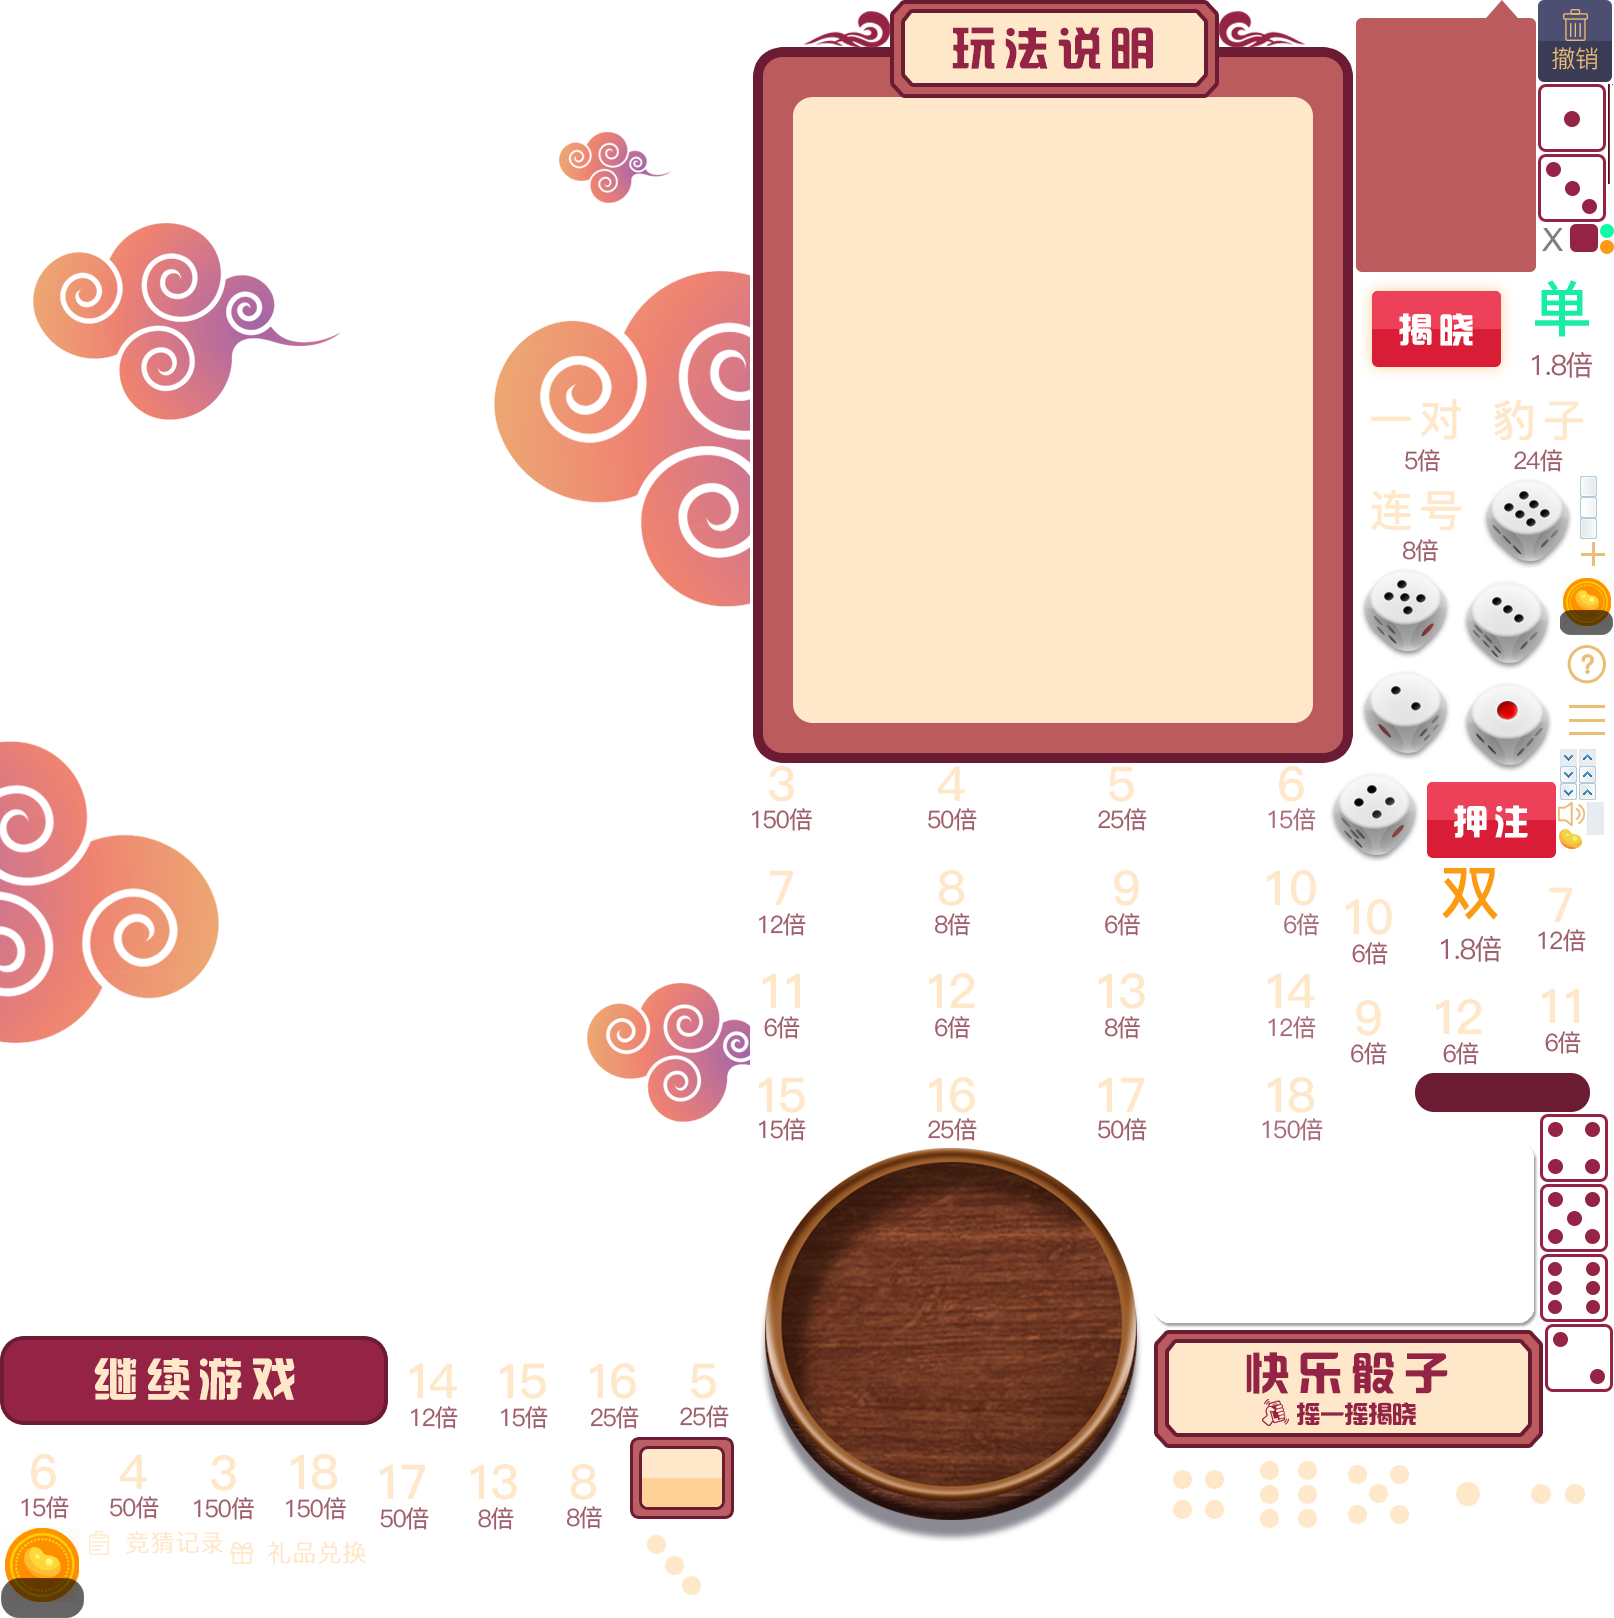 玩法说明
撤销
X
揭晓
单
1.8倍
一对
5倍
豹子
24倍
连号
8倍
?
3
150倍
4
50倍
5
25倍
6
15倍
押注
7
12倍
8
8倍
9
6倍
10
6倍
10
6倍
双
1.8倍
7
12倍
11
6倍
12
6倍
13
8倍
14
12倍
9
6倍
12
6倍
11
6倍
15
15倍
16
25倍
17
50倍
18
150倍
继续游戏
14
12倍
15
15倍
16
25倍
5
25倍
快乐骰子
摇一摇揭晓
6
15倍
4
50倍
3
150倍
18
150倍
17
50倍
13
8倍
8
8倍
竞猜记录
礼品兑换